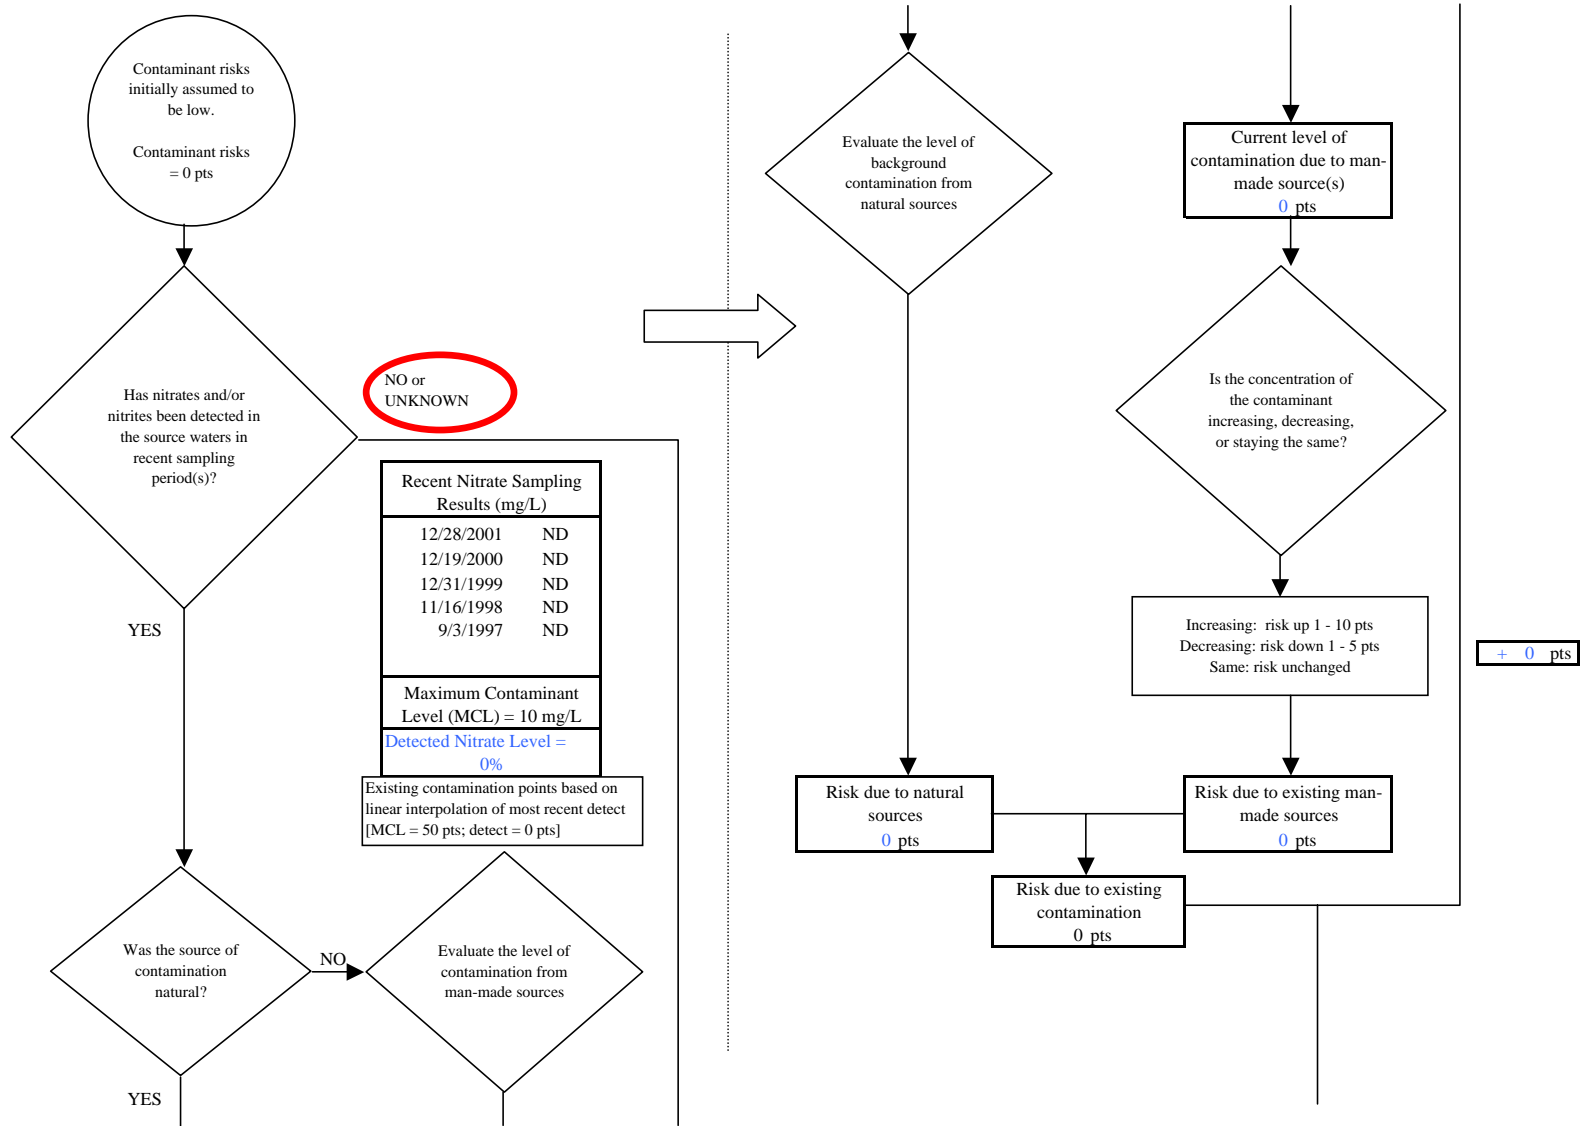 Contaminant risks
initially assumed to
be low.
Contaminant risks
= 0 pts
Has nitrates and/or
nitrites been detected in
the source waters in
recent sampling
period(s)?
NO or
UNKNOWN
YES
Recent Nitrate Sampling
Results (mg/L)
12/28/2001 ND
12/19/2000 ND
12/31/1999 ND
11/16/1998 ND
9/3/1997 ND
Maximum Contaminant
Level (MCL) = 10 mg/L
Detected Nitrate Level =
0%
Existing contamination points based on
linear interpolation of most recent detect
[MCL = 50 pts; detect = 0 pts]
Was the source of
contamination
natural?
NO
YES
Evaluate the level of
contamination from
man-made sources
Evaluate the level of
background
contamination from
natural sources
Current level of
contamination due to man-
made source(s)
0 pts
Is the concentration of
the contaminant
increasing, decreasing,
or staying the same?
Increasing: risk up 1 - 10 pts
Decreasing: risk down 1 - 5 pts
Same: risk unchanged
+ 0 pts
Risk due to natural
sources
0 pts
Risk due to existing man-
made sources
0 pts
Risk due to existing
contamination
0 pts